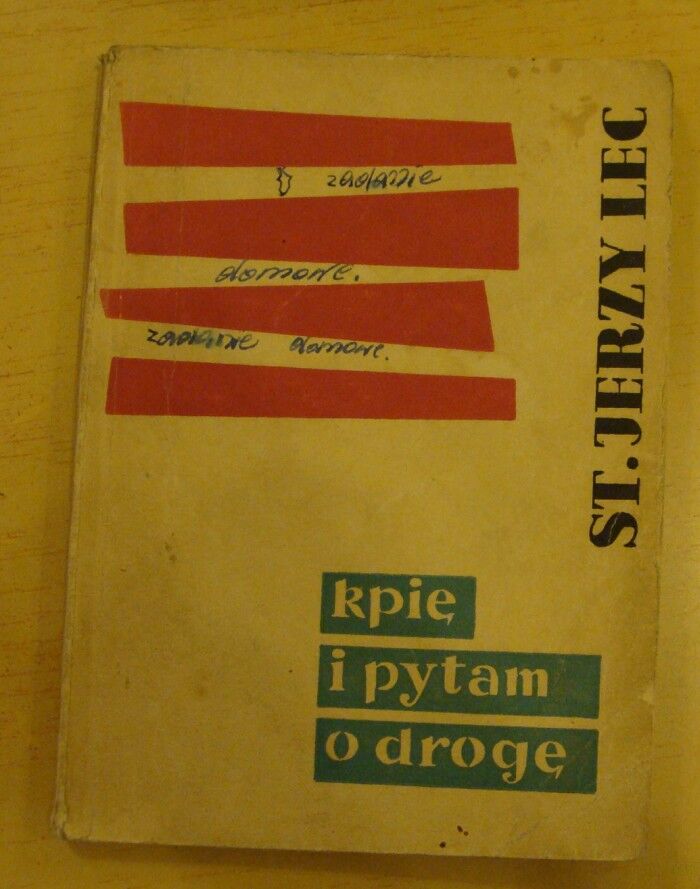 zadanie
domowe.
zadanie domowe.
ST. JERZY LEC
kpię
i pytam
o drogę